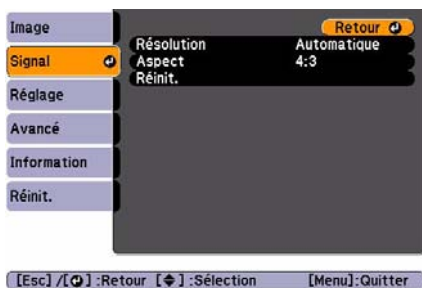 Image
Signal
Réglage
Avancé
Information
Réinit.
Retour
Résolution Automatique
Aspect 4:3
Réinit.
[Esc] /[ ] :Retour [ ] :Sélection [Menu]:Quitter